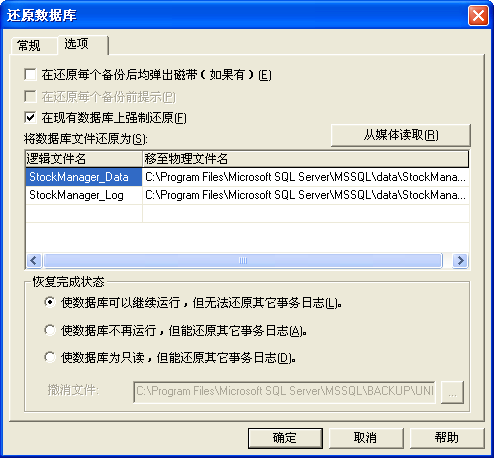 还原数据库
常规 选项
在还原每个备份后均弹出磁带(如果有)(E)
在还原每个备份前提示(P)
在现有数据库上强制还原(F)
将数据库文件还原为(S): 从媒体读取(R)
逻辑文件名 移至物理文件名
StockManager_Data C:\Program Files\Microsoft SQL Server\MSSQL\data\StockMana...
StockManager_Log C:\Program Files\Microsoft SQL Server\MSSQL\data\StockMana...
恢复完成状态
使数据库可以继续运行，但无法还原其它事务日志(L)。
使数据库不再运行，但能还原其它事务日志(A)。
使数据库为只读，但能还原其它事务日志(D)。
撤消文件: C:\Program Files\Microsoft SQL Server\MSSQL\BACKUP\UNI ...
确定 取消 帮助